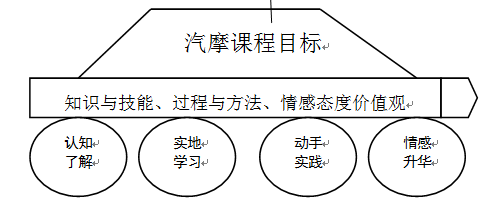 汽摩课程目标
知识与技能、过程与方法、情感态度价值观
认知
了解
实地
学习
动手
实践
情感
升华